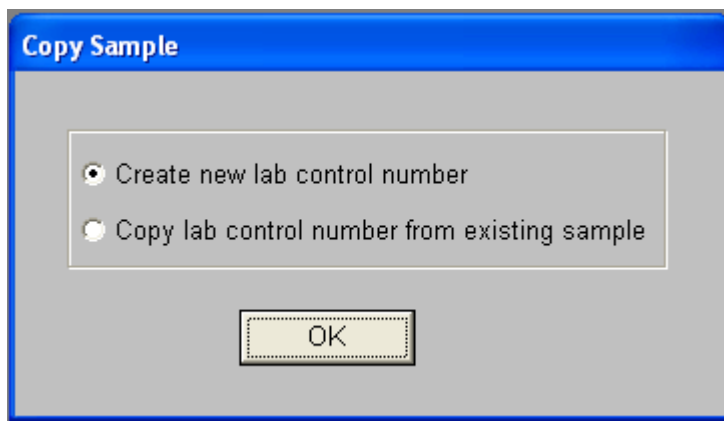 Copy Sample
Create new lab control number
Copy lab control number from existing sample
OK